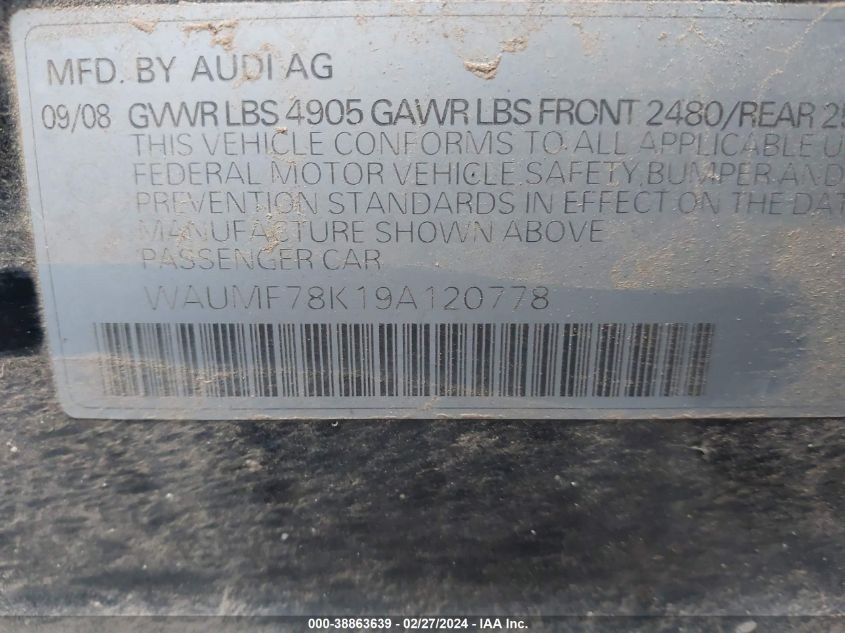 MFD. BY AUDI AG
09/08 GVWR LBS 4905 GAWR LBS FRONT 2480/REAR
THIS VEHICLE CONFORMS TO ALL APPLICABLE
FEDERAL MOTOR VEHICLE SAFETY, BUMPER AND
PREVENTION STANDARDS IN EFFECT ON THE
MANUFACTURE SHOWN ABOVE
PASSENGER CAR
WAUMF78K19A120778
000-38863639 - 02/27/2024 - IAA Inc.